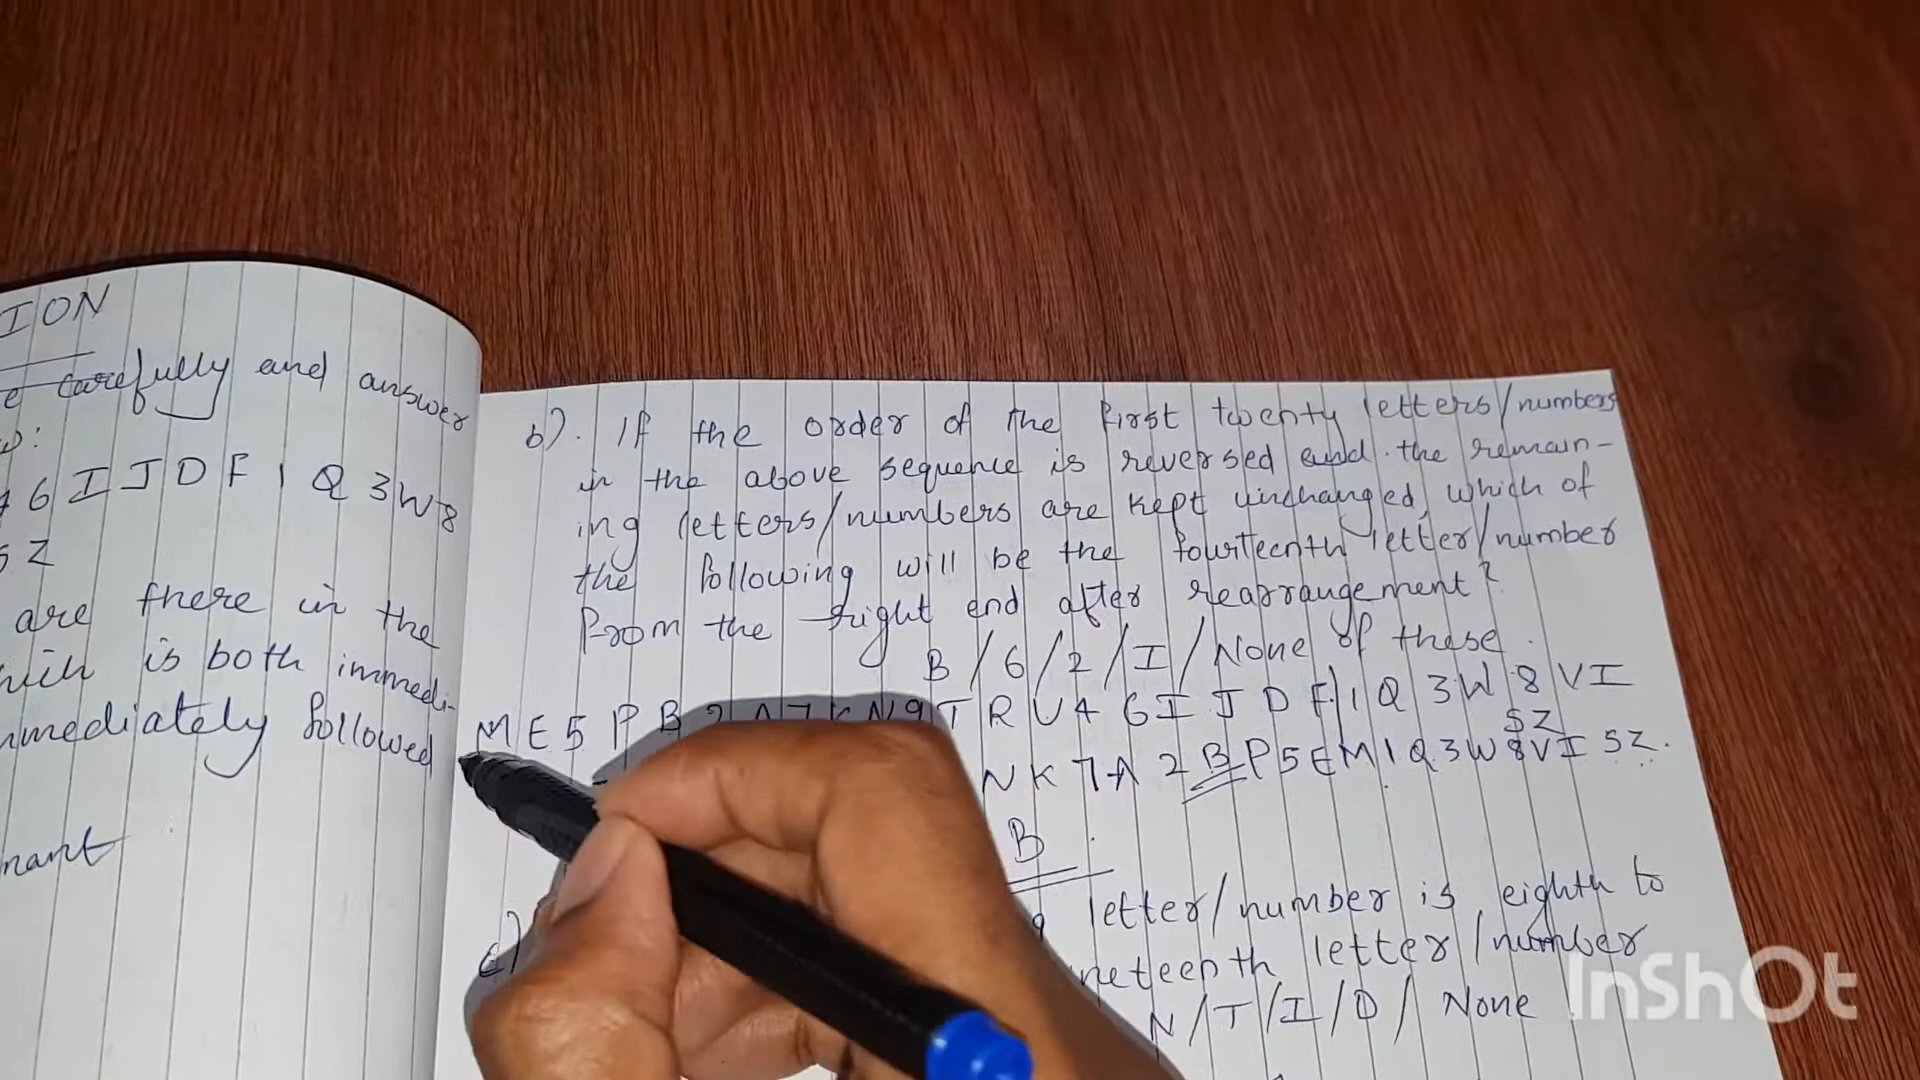 ION
carefully and answer
6 I J D F 1 Q 3 W 8
5 Z
are there in the
is both immedi-
mmediately followed
b). If the order of the first twenty letters/numbers
in the above sequence is reversed and the remain-
ing letters/numbers are kept unchanged, which of
the following will be the fourteenth letter/number
from the right end after rearrangement?
B / 6 / 2 / I / None of these.
M E 5 P B 2 A 7 K N 9 T R U 4 6 I J D F 1 Q 3 W 8 V I
5 Z
N K 7 A 2 B P 5 E M 1 Q 3 W 8 V I 5 Z.
B
c)
letter/number is eighth to
neteenth letter/number
N / T / I / D / None
InShOt